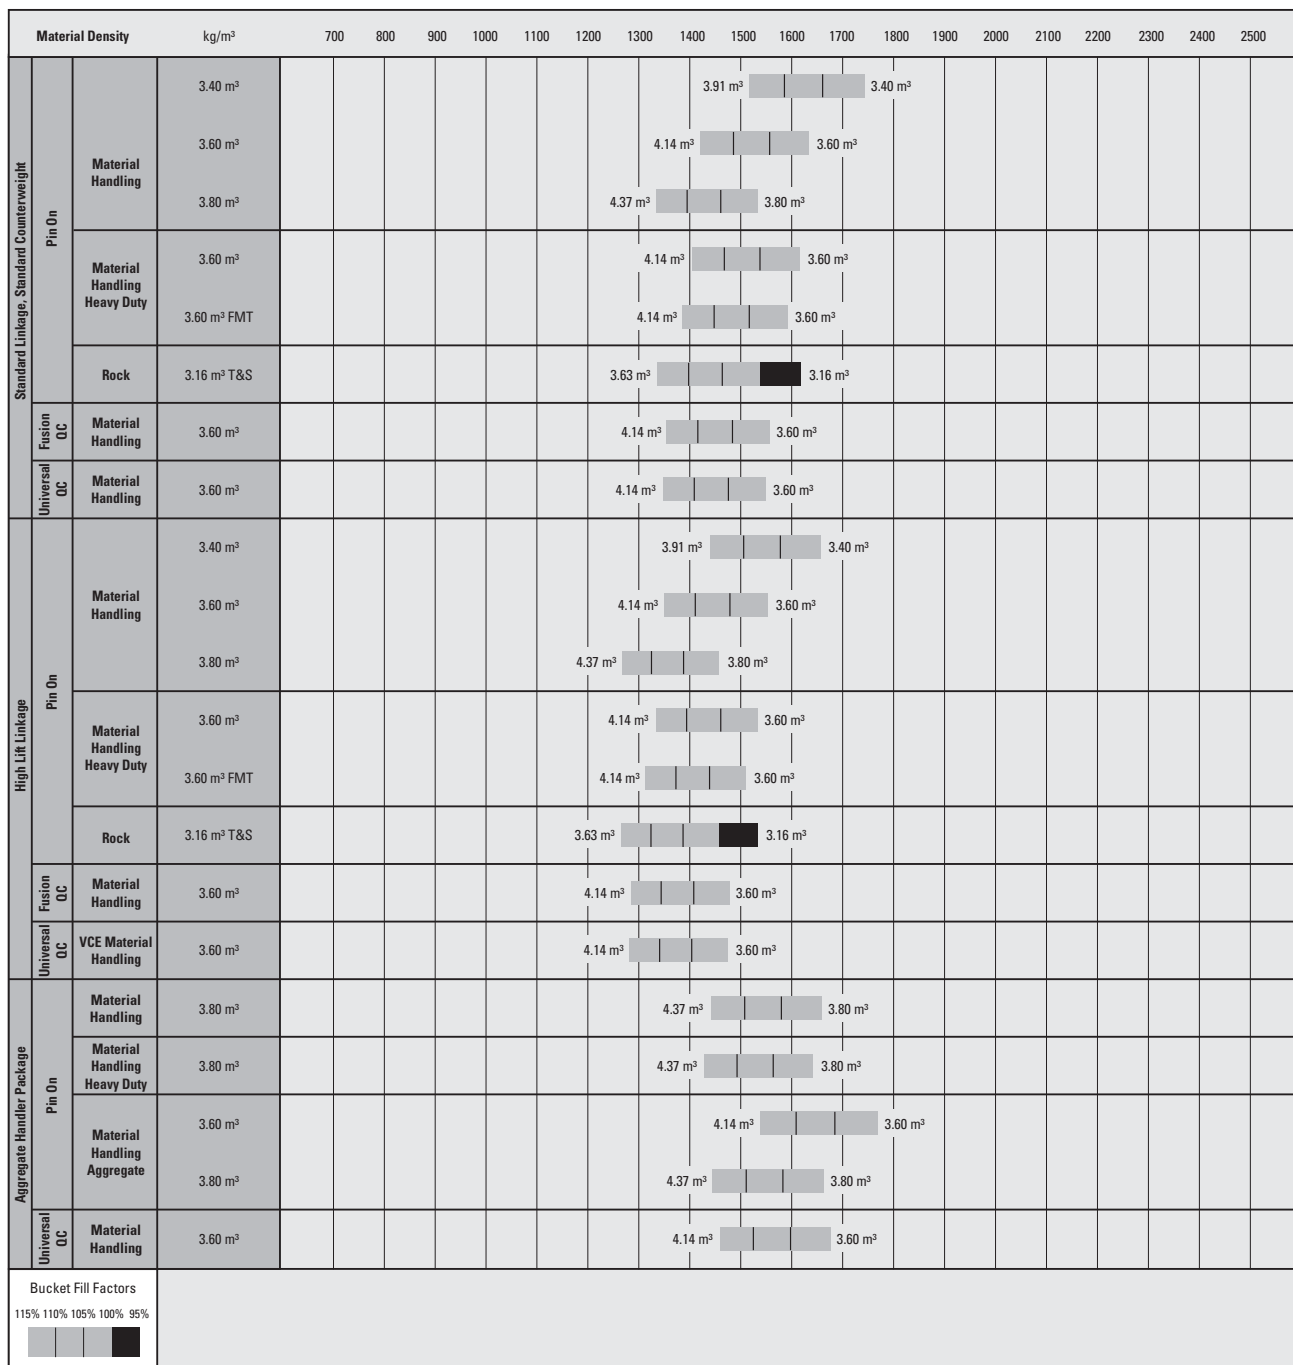 Material Density kg/m³ 700 800 900 1000 1100 1200 1300 1400 1500 1600 1700 1800 1900 2000 2100 2200 2300 2400 2500
Standard Linkage, Standard Counterweight
Pin On
Material
Handling
3.40 m³ 3.91 m³ 3.40 m³
3.60 m³ 4.14 m³ 3.60 m³
3.80 m³ 4.37 m³ 3.80 m³
Material
Handling
Heavy Duty
3.60 m³ 4.14 m³ 3.60 m³
3.60 m³ FMT 4.14 m³ 3.60 m³
Rock 3.16 m³ T&S 3.63 m³ 3.16 m³
Fusion
QC
Material
Handling
3.60 m³ 4.14 m³ 3.60 m³
Universal
QC
Material
Handling
3.60 m³ 4.14 m³ 3.60 m³
High Lift Linkage
Pin On
Material
Handling
3.40 m³ 3.91 m³ 3.40 m³
3.60 m³ 4.14 m³ 3.60 m³
3.80 m³ 4.37 m³ 3.80 m³
Material
Handling
Heavy Duty
3.60 m³ 4.14 m³ 3.60 m³
3.60 m³ FMT 4.14 m³ 3.60 m³
Rock 3.16 m³ T&S 3.63 m³ 3.16 m³
Fusion
QC
Material
Handling
3.60 m³ 4.14 m³ 3.60 m³
Universal
QC
VCE Material
Handling
3.60 m³ 4.14 m³ 3.60 m³
Aggregate Handler Package
Pin On
Material
Handling
3.80 m³ 4.37 m³ 3.80 m³
Material
Handling
Heavy Duty
3.80 m³ 4.37 m³ 3.80 m³
Material
Handling
Aggregate
3.60 m³ 4.14 m³ 3.60 m³
3.80 m³ 4.37 m³ 3.80 m³
Universal
QC
Material
Handling
3.60 m³ 4.14 m³ 3.60 m³
Bucket Fill Factors
115% 110% 105% 100% 95%